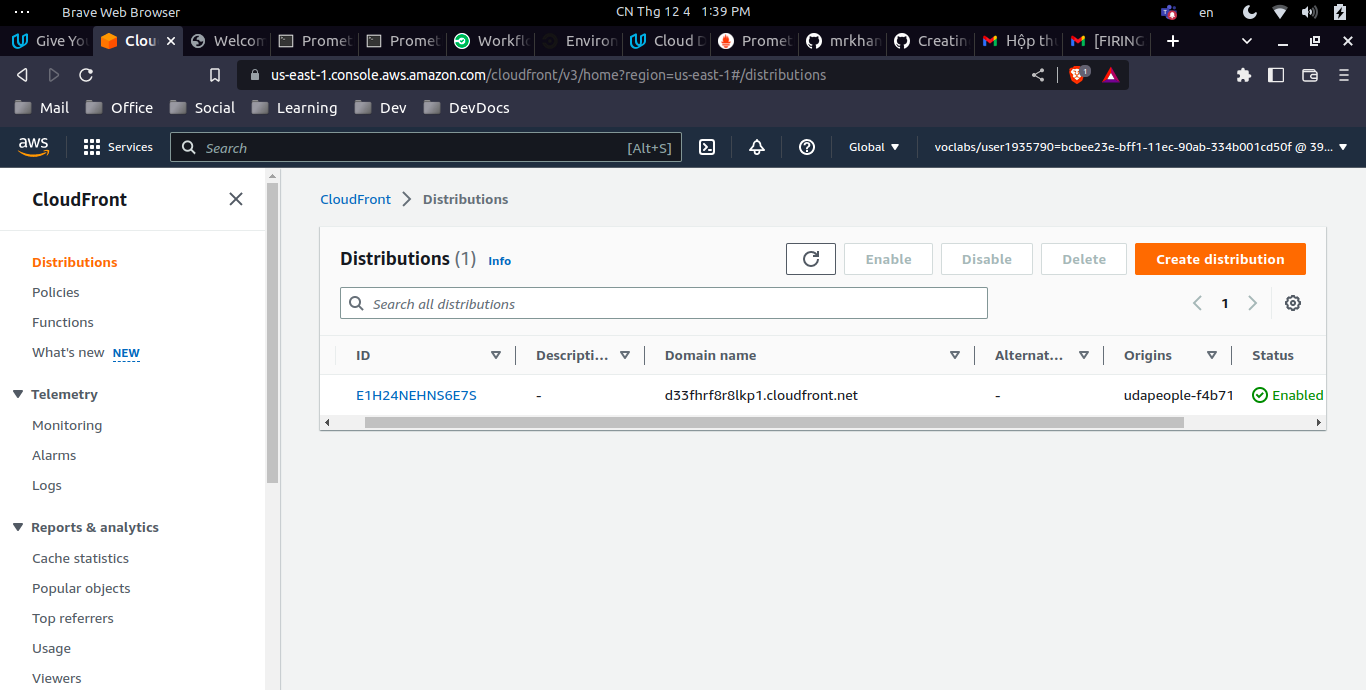 Brave Web Browser
CN Thg 12 4 1:39 PM
en
Give You
Clou
Welcom
Promet
Promet
Workflo
Environ
Cloud D
Promet
mrkhan
Creatin
Hộp thư
[FIRING
us-east-1.console.aws.amazon.com/cloudfront/v3/home?region=us-east-1#/distributions
1
Mail
Office
Social
Learning
Dev
DevDocs
aws
Services
Search
[Alt+S]
Global
voclabs/user1935790=bcbee23e-bff1-11ec-90ab-334b001cd50f @ 39...
CloudFront
Distributions
Policies
Functions
What's new NEW
Telemetry
Monitoring
Alarms
Logs
Reports & analytics
Cache statistics
Popular objects
Top referrers
Usage
Viewers
CloudFront
Distributions
Distributions (1) Info
Enable
Disable
Delete
Create distribution
Search all distributions
1
ID
Descripti...
Domain name
Alternat...
Origins
Status
E1H24NEHNS6E7S
-
d33fhrf8r8lkp1.cloudfront.net
-
udapeople-f4b71
Enabled